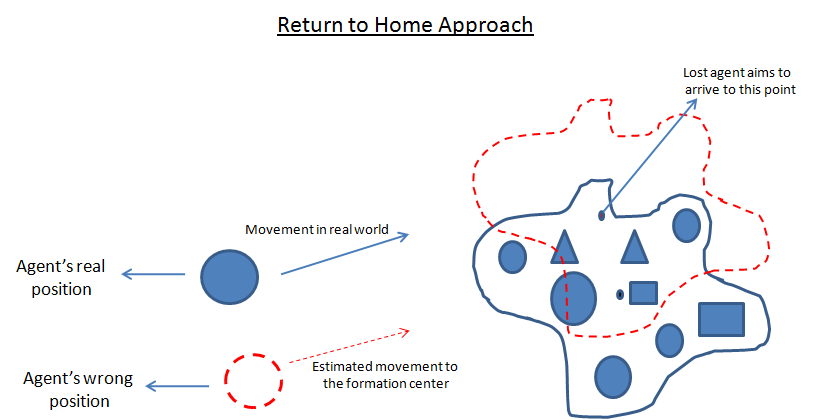 Return to Home Approach
Lost agent aims to
arrive to this point
Movement in real world
Agent's real
position
Estimated movement to
the formation center
Agent's wrong
position